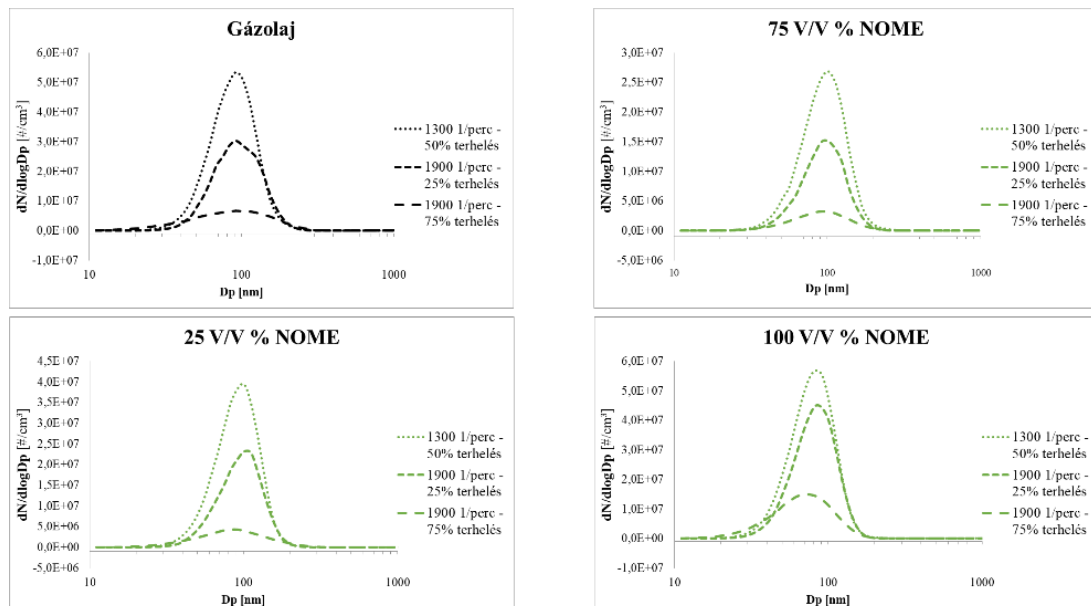 Gázolaj
dN/dlogDp [#/cm³]
6,0E+07
5,0E+07
4,0E+07
3,0E+07
2,0E+07
1,0E+07
0,0E+00
-1,0E+07
10
100
1000
Dp [nm]
1300 1/perc -
50% terhelés
1900 1/perc -
25% terhelés
1900 1/perc -
75% terhelés
75 V/V % NOME
dN/dlogDp [#/cm³]
3,0E+07
2,5E+07
2,0E+07
1,5E+07
1,0E+07
5,0E+06
0,0E+00
-5,0E+06
10
100
1000
Dp [nm]
1300 1/perc -
50% terhelés
1900 1/perc -
25% terhelés
1900 1/perc -
75% terhelés
25 V/V % NOME
dN/dlogDp [#/cm³]
4,5E+07
4,0E+07
3,5E+07
3,0E+07
2,5E+07
2,0E+07
1,5E+07
1,0E+07
5,0E+06
0,0E+00
-5,0E+06
10
100
1000
Dp [nm]
1300 1/perc -
50% terhelés
1900 1/perc -
25% terhelés
1900 1/perc -
75% terhelés
100 V/V % NOME
dN/dlogDp [#/cm³]
6,0E+07
5,0E+07
4,0E+07
3,0E+07
2,0E+07
1,0E+07
0,0E+00
-1,0E+07
10
100
1000
Dp [nm]
1300 1/perc -
50% terhelés
1900 1/perc -
25% terhelés
1900 1/perc -
75% terhelés